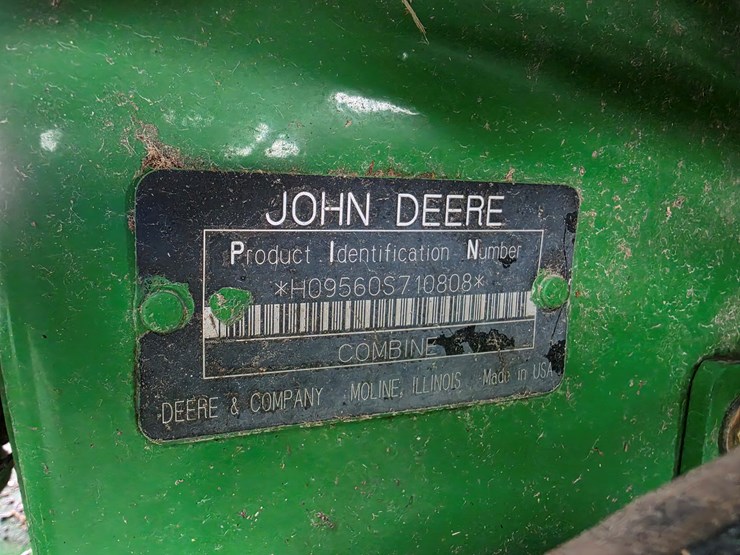 JOHN DEERE
Product Identification Number
*H09560S710808*
COMBINE
DEERE & COMPANY MOLINE, ILLINOIS Made in USA